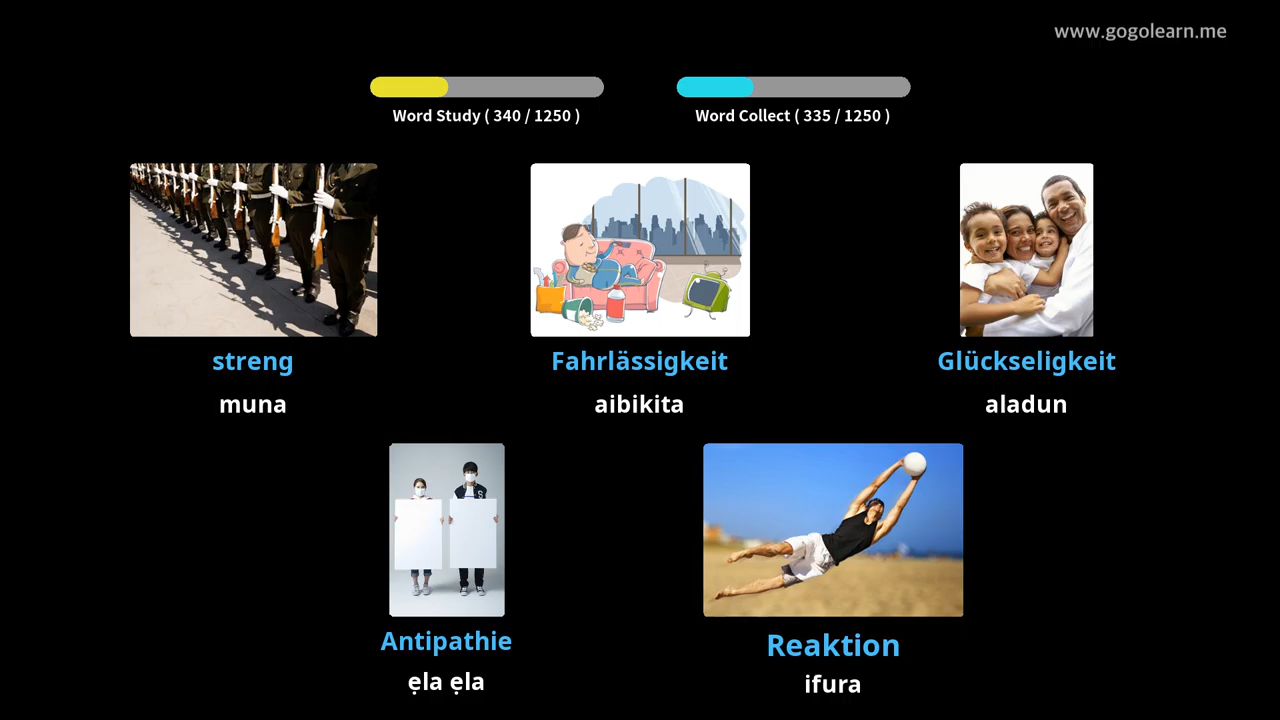 www.gogolearn.me
Word Study ( 340 / 1250 )
Word Collect ( 335 / 1250 )
streng
muna
Fahrlässigkeit
aibikita
Glückseligkeit
aladun
Antipathie
ẹla ẹla
Reaktion
ifura